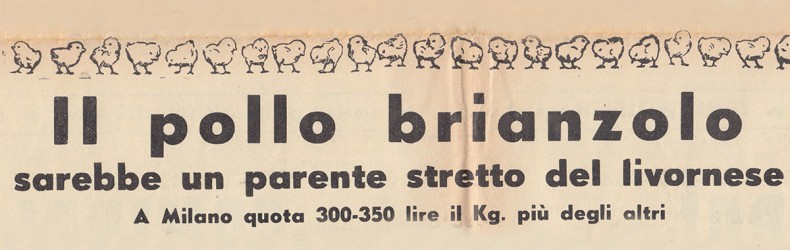 Il pollo brianzolo
sarebbe un parente stretto del livornese
A Milano quota 300-350 lire il Kg. più degli altri